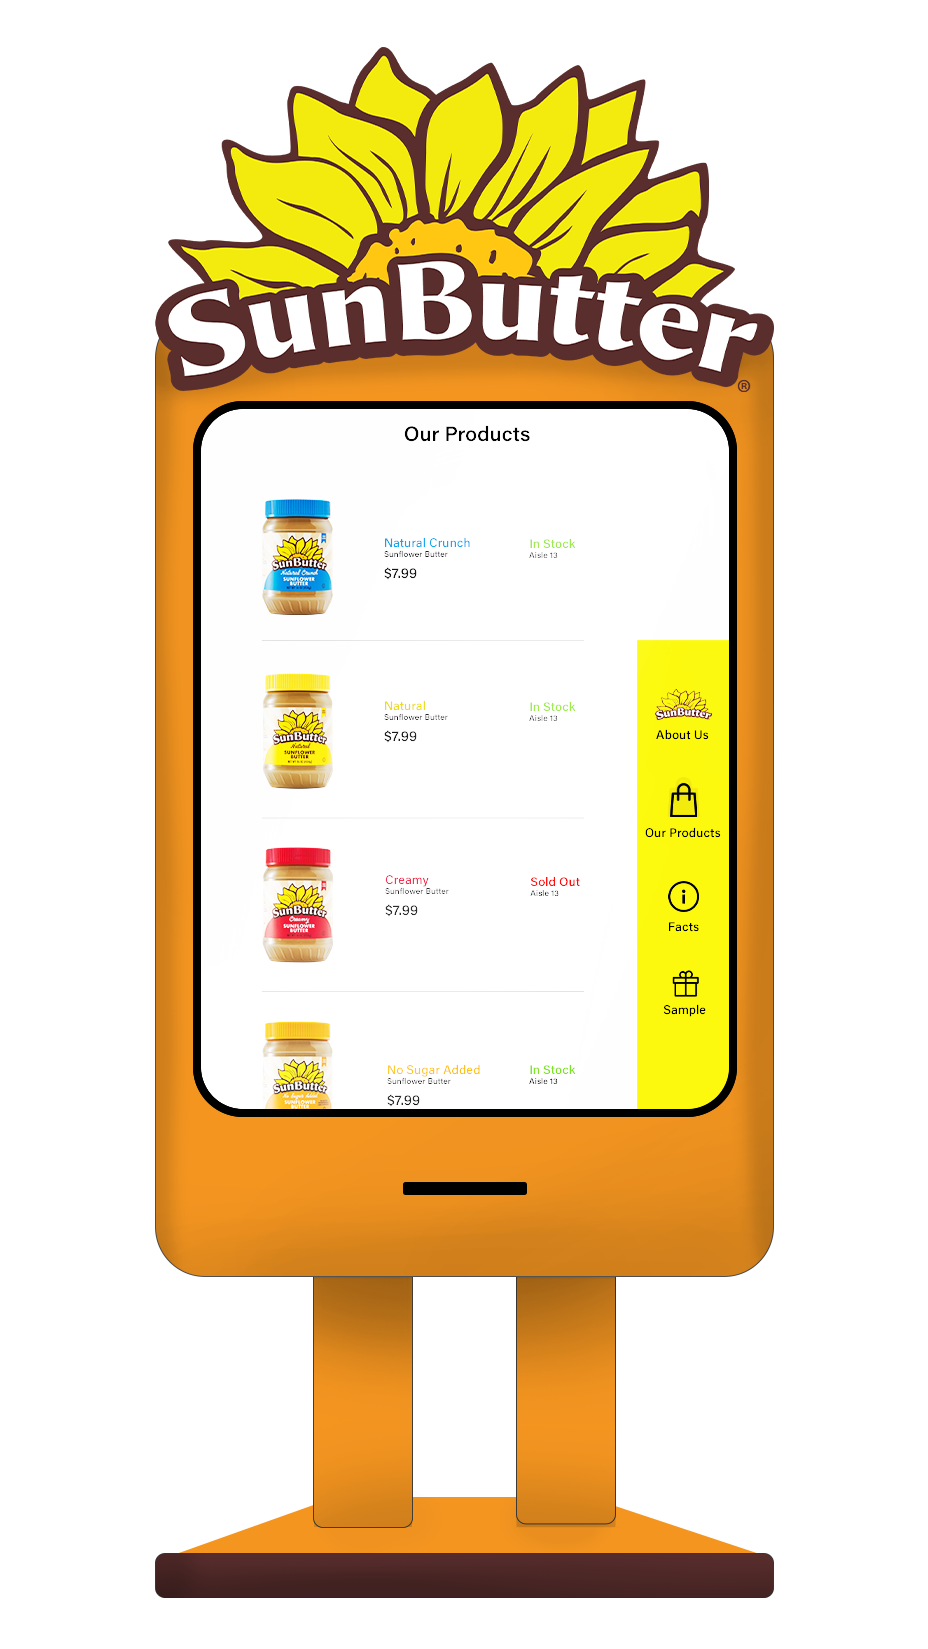 SunButter®
Our Products
SunButter
Natural Crunch
SUNFLOWER
BUTTER
Natural Crunch
Sunflower Butter
$7.99
In Stock
Aisle 13
SunButter
Natural
SUNFLOWER
BUTTER
Natural
Sunflower Butter
$7.99
In Stock
Aisle 13
SunButter
Creamy
SUNFLOWER
BUTTER
Creamy
Sunflower Butter
$7.99
Sold Out
Aisle 13
SunButter
No Sugar Added
SUNFLOWER
No Sugar Added
Sunflower Butter
$7.99
In Stock
Aisle 13
SunButter
About Us
Our Products
Facts
Sample